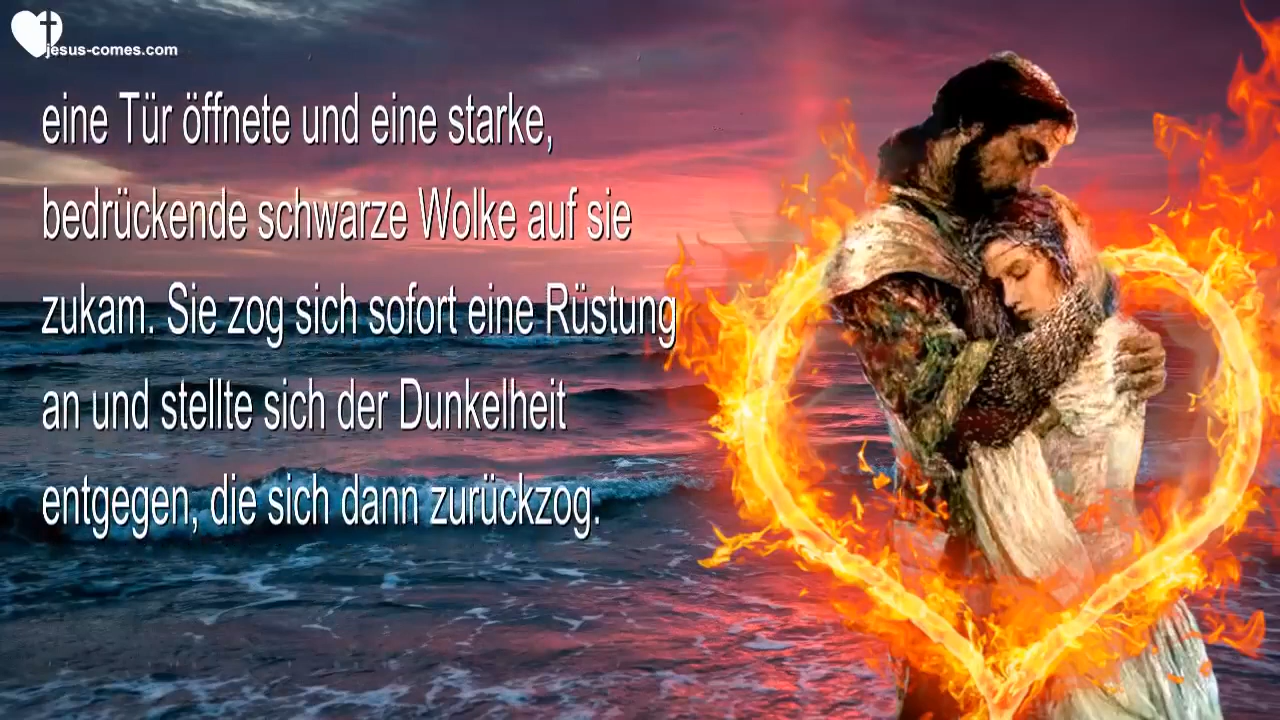 jesus-comes.com
eine Tür öffnete und eine starke,
bedrückende schwarze Wolke auf sie
zukam. Sie zog sich sofort eine Rüstung
an und stellte sich der Dunkelheit
entgegen, die sich dann zurückzog.